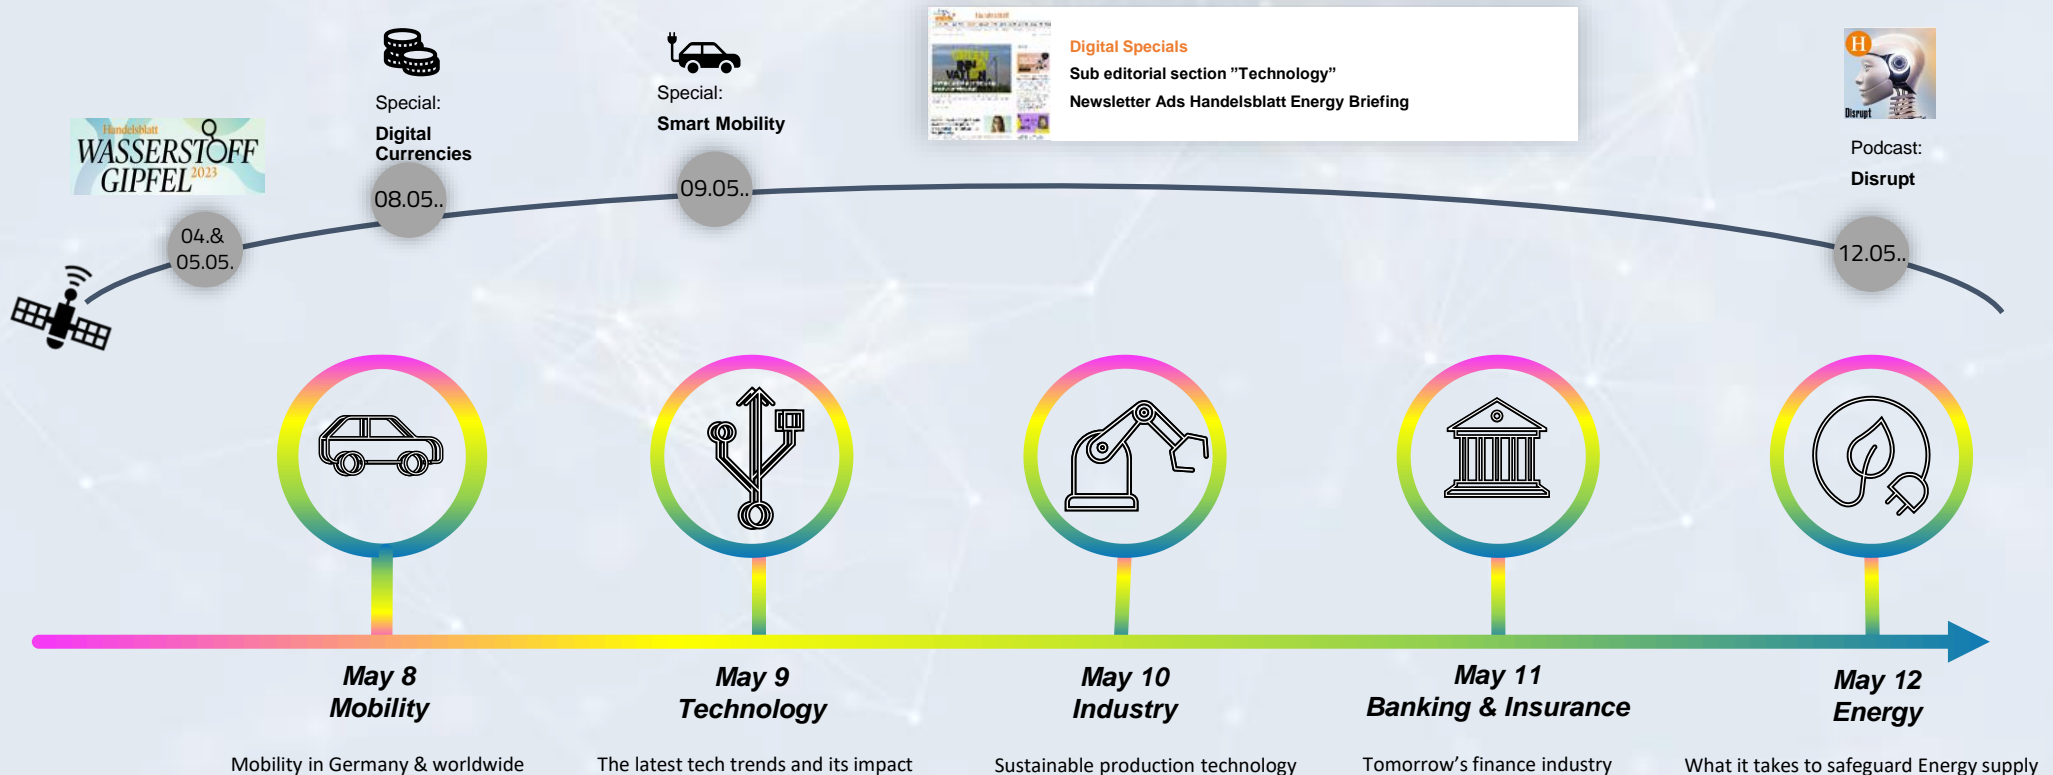 Handelsblatt
WASSERSTOFF
GIPFEL 2023
04.&
05.05.
Special:
Digital
Currencies
08.05..
Special:
Smart Mobility
09.05..
Digital Specials
Sub editorial section ”Technology”
Newsletter Ads Handelsblatt Energy Briefing
H
Disrupt
Podcast:
Disrupt
12.05..
May 8
Mobility
Mobility in Germany & worldwide
May 9
Technology
The latest tech trends and its impact
May 10
Industry
Sustainable production technology
May 11
Banking & Insurance
Tomorrow’s finance industry
May 12
Energy
What it takes to safeguard Energy supply